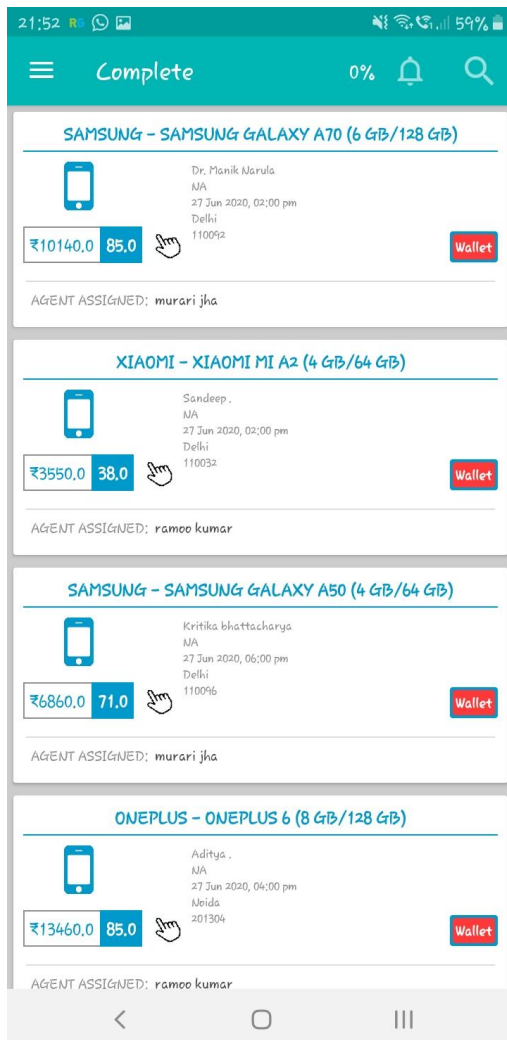 21:52 RG 59%
Complete 0%
SAMSUNG - SAMSUNG GALAXY A70 (6 GB/128 GB)
Dr. Manik Narula
NA
27 Jun 2020, 02:00 pm
Delhi
110092
₹10140.0 85.0
Wallet
AGENT ASSIGNED: murari jha
XIAOMI - XIAOMI MI A2 (4 GB/64 GB)
Sandeep .
NA
27 Jun 2020, 02:00 pm
Delhi
110032
₹3550.0 38.0
Wallet
AGENT ASSIGNED: ramoo kumar
SAMSUNG - SAMSUNG GALAXY A50 (4 GB/64 GB)
Kritika bhattacharya
NA
27 Jun 2020, 06:00 pm
Delhi
110096
₹6860.0 71.0
Wallet
AGENT ASSIGNED: murari jha
ONEPLUS - ONEPLUS 6 (8 GB/128 GB)
Aditya .
NA
27 Jun 2020, 04:00 pm
Noida
201304
₹13460.0 85.0
Wallet
AGENT ASSIGNED: ramoo kumar